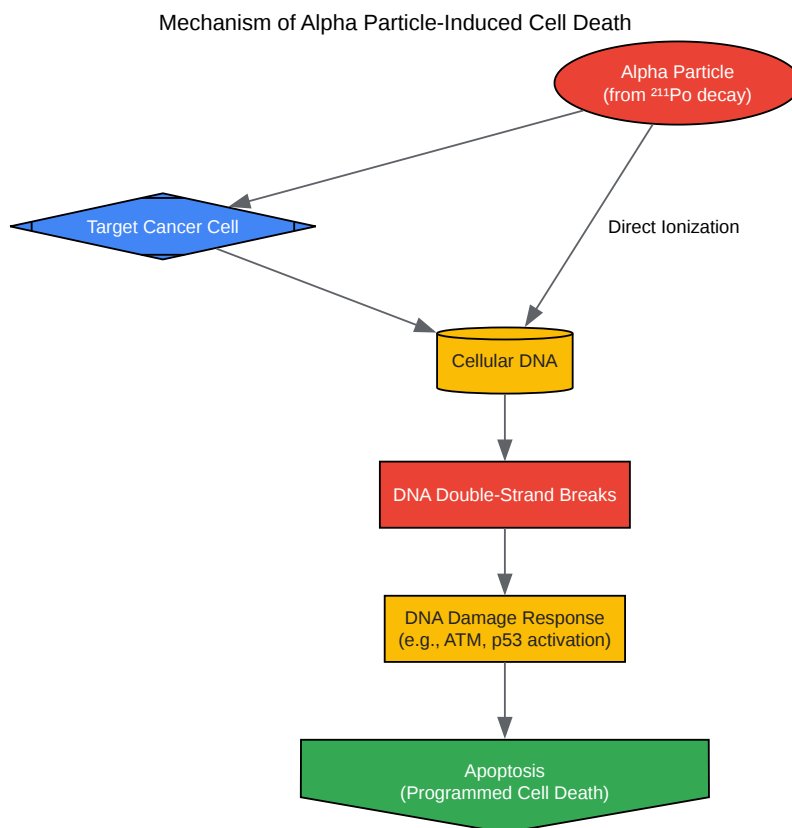 Mechanism of Alpha Particle-Induced Cell Death
Alpha Particle
(from ²¹¹Po decay)
Target Cancer Cell
Direct Ionization
Cellular DNA
DNA Double-Strand Breaks
DNA Damage Response
(e.g., ATM, p53 activation)
Apoptosis
(Programmed Cell Death)